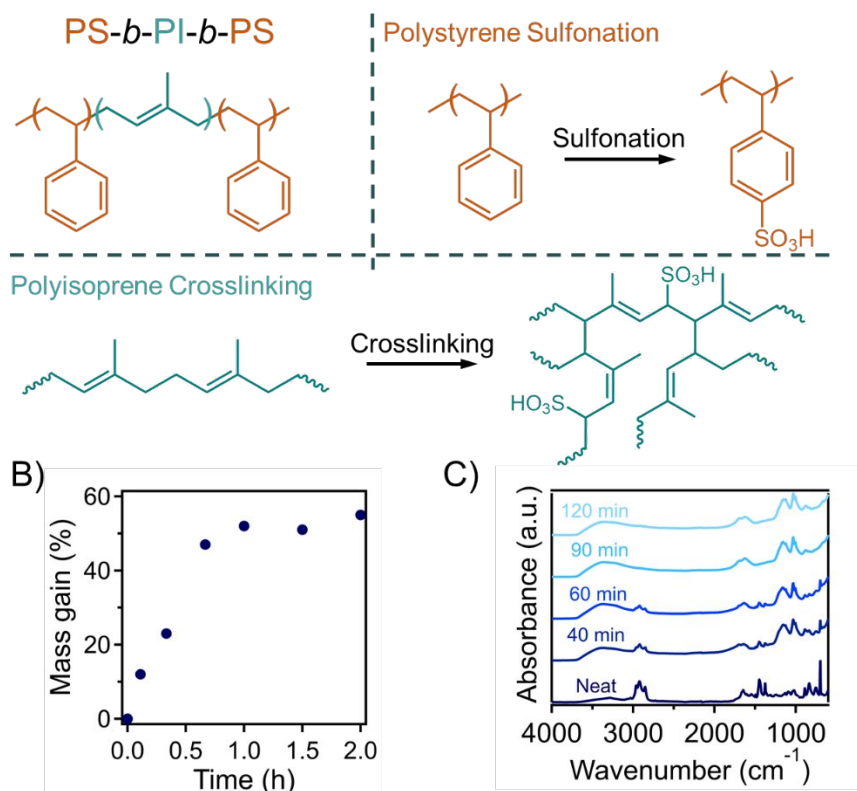 PS-b-PI-b-PS
Polystyrene Sulfonation
Sulfonation
SO₃H
Polyisoprene Crosslinking
Crosslinking
SO₃H
HO₃S
B)
Mass gain (%)
60
40
20
0
0.0 0.5 1.0 1.5 2.0
Time (h)
C)
Absorbance (a.u.)
120 min
90 min
60 min
40 min
Neat
4000 3000 2000 1000
Wavenumber (cm⁻¹)